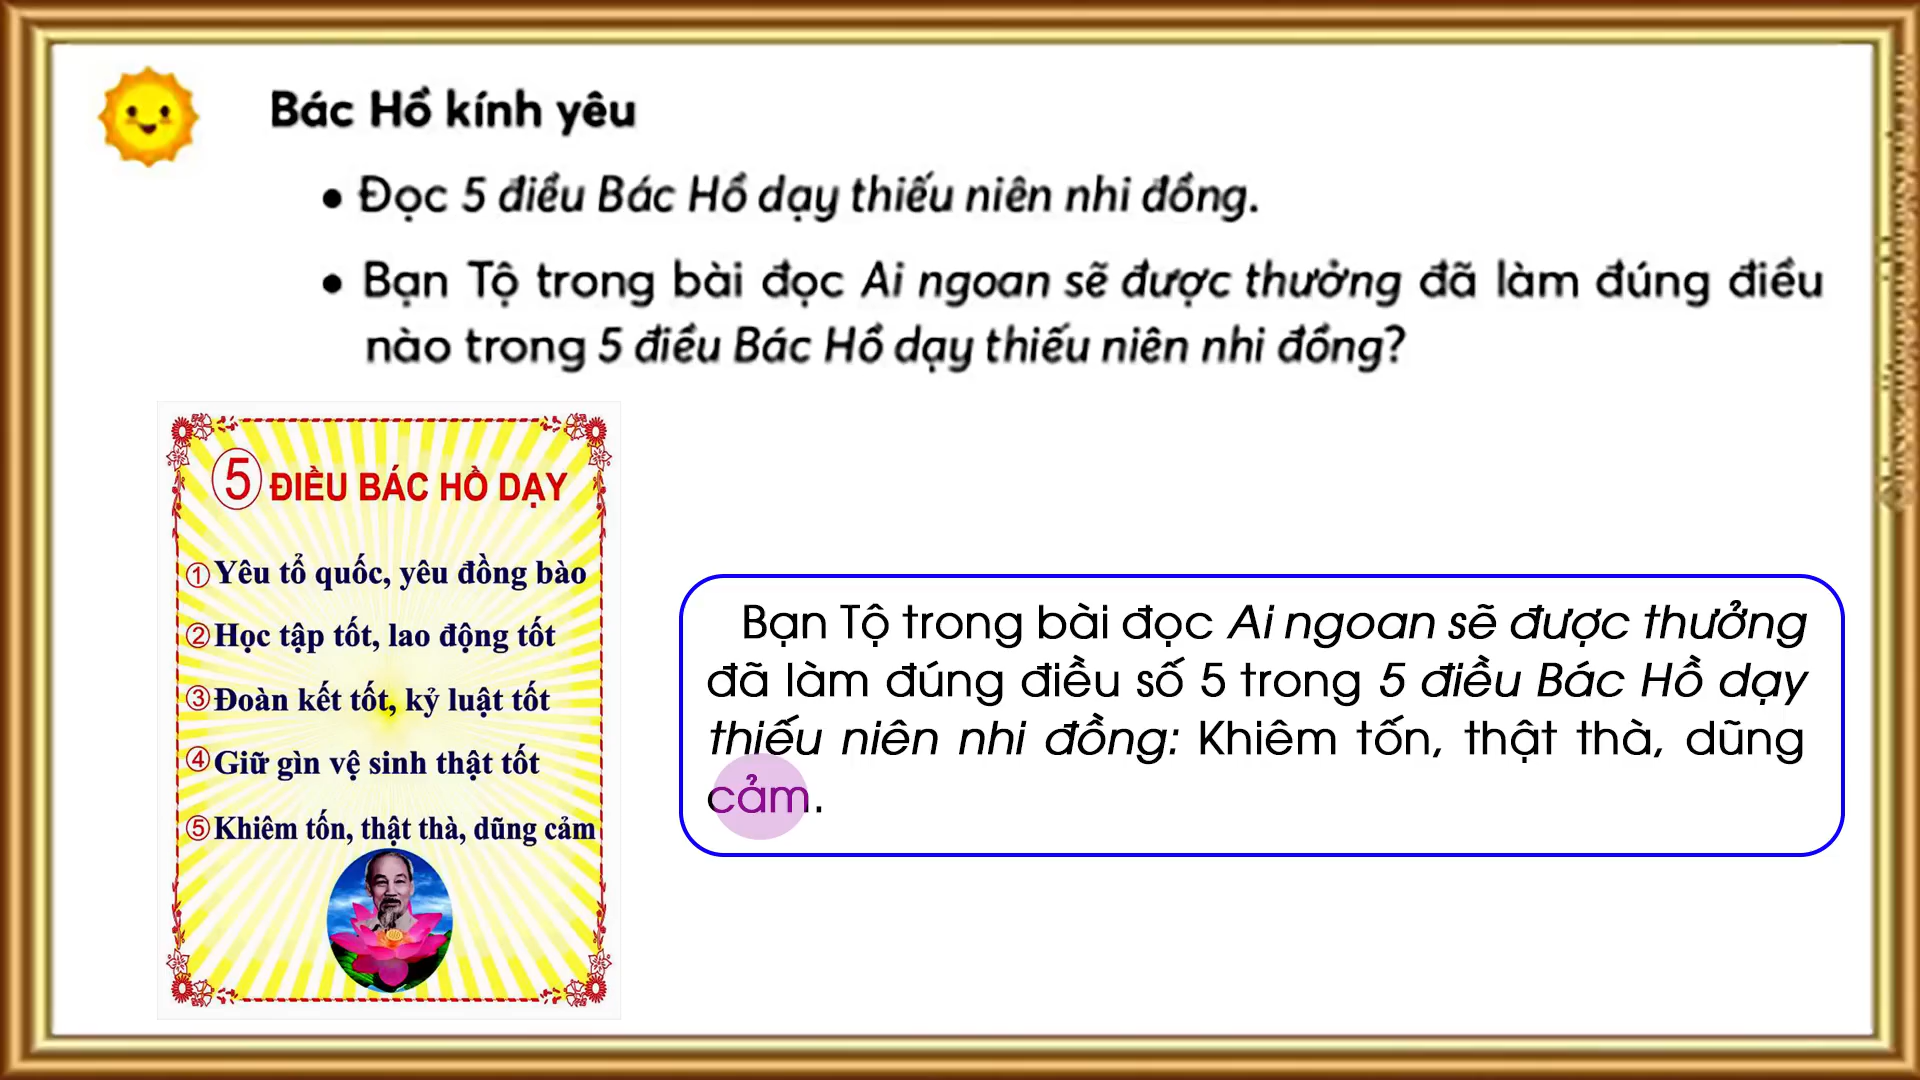 Bác Hồ kính yêu
• Đọc 5 điều Bác Hồ dạy thiếu niên nhi đồng.
• Bạn Tộ trong bài đọc Ai ngoan sẽ được thưởng đã làm đúng điều
nào trong 5 điều Bác Hồ dạy thiếu niên nhi đồng?
5 ĐIỀU BÁC HỒ DẠY
1 Yêu tổ quốc, yêu đồng bào
2 Học tập tốt, lao động tốt
3 Đoàn kết tốt, kỷ luật tốt
4 Giữ gìn vệ sinh thật tốt
5 Khiêm tốn, thật thà, dũng cảm
Bạn Tộ trong bài đọc Ai ngoan sẽ được thưởng
đã làm đúng điều số 5 trong 5 điều Bác Hồ dạy
thiếu niên nhi đồng: Khiêm tốn, thật thà, dũng
cảm.